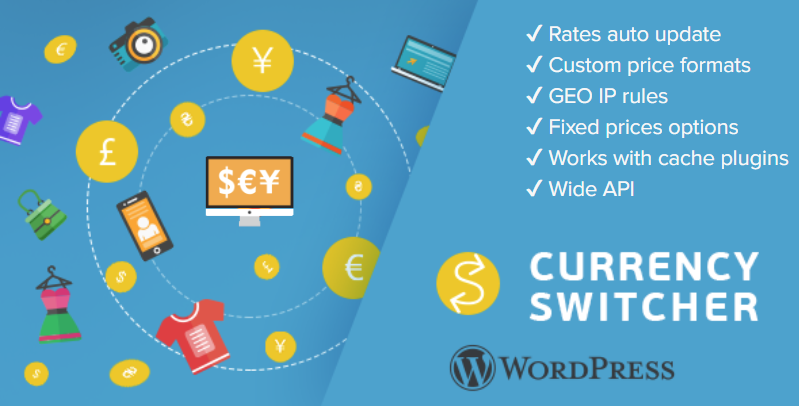 ✓ Rates auto update
✓ Custom price formats
✓ GEO IP rules
✓ Fixed prices options
✓ Works with cache plugins
✓ Wide API
$€¥
CURRENCY
SWITCHER
WORDPRESS
¥
£
€
€
$
£
¥
$